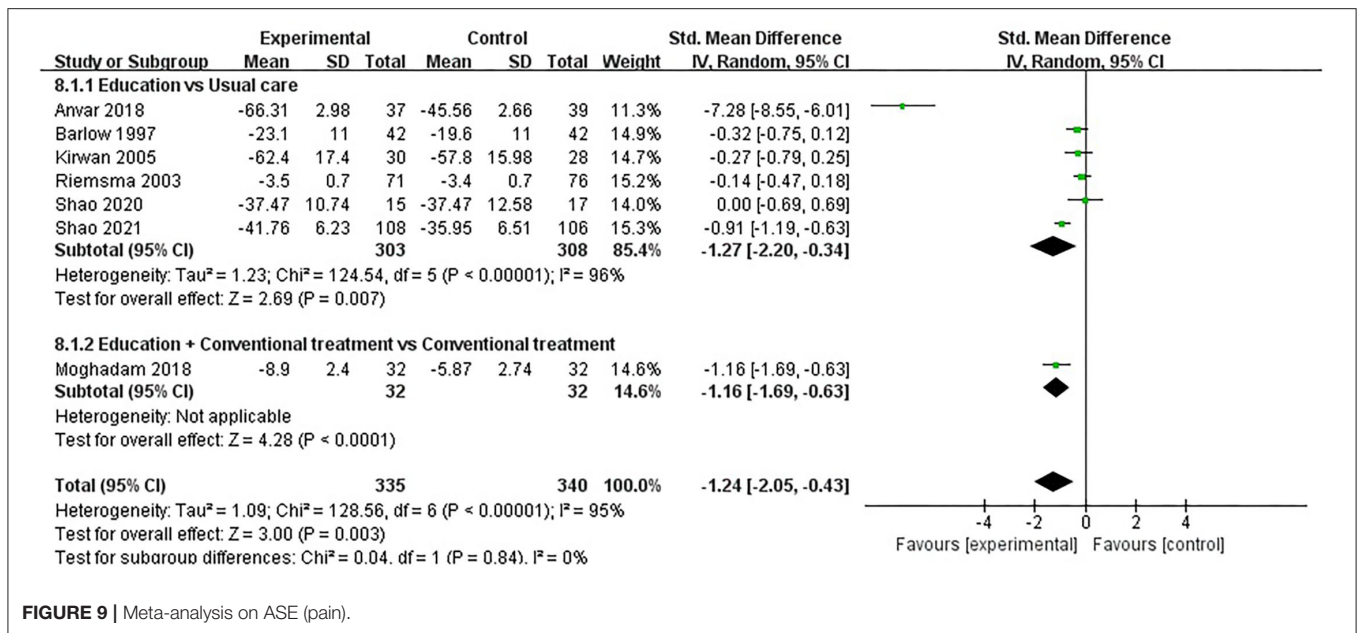 Experimental Control Std. Mean Difference Std. Mean Difference
Study or Subgroup Mean SD Total Mean SD Total Weight IV, Random, 95% CI IV, Random, 95% CI
8.1.1 Education vs Usual care
Anvar 2018 -66.31 2.98 37 -45.56 2.66 39 11.3% -7.28 [-8.55, -6.01]
Barlow 1997 -23.1 11 42 -19.6 11 42 14.9% -0.32 [-0.75, 0.12]
Kirwan 2005 -62.4 17.4 30 -57.8 15.98 28 14.7% -0.27 [-0.79, 0.25]
Riemsma 2003 -3.5 0.7 71 -3.4 0.7 76 15.2% -0.14 [-0.47, 0.18]
Shao 2020 -37.47 10.74 15 -37.47 12.58 17 14.0% 0.00 [-0.69, 0.69]
Shao 2021 -41.76 6.23 108 -35.95 6.51 106 15.3% -0.91 [-1.19, -0.63]
Subtotal (95% CI) 303 308 85.4% -1.27 [-2.20, -0.34]
Heterogeneity: Tau² = 1.23; Chi² = 124.54, df = 5 (P < 0.00001); I² = 96%
Test for overall effect: Z = 2.69 (P = 0.007)
8.1.2 Education + Conventional treatment vs Conventional treatment
Moghadam 2018 -8.9 2.4 32 -5.87 2.74 32 14.6% -1.16 [-1.69, -0.63]
Subtotal (95% CI) 32 32 14.6% -1.16 [-1.69, -0.63]
Heterogeneity: Not applicable
Test for overall effect: Z = 4.28 (P < 0.0001)
Total (95% CI) 335 340 100.0% -1.24 [-2.05, -0.43]
Heterogeneity: Tau² = 1.09; Chi² = 128.56, df = 6 (P < 0.00001); I² = 95%
Test for overall effect: Z = 3.00 (P = 0.003)
Test for subgroup differences: Chi² = 0.04, df = 1 (P = 0.84), I² = 0%
-4 -2 0 2 4
Favours [experimental] Favours [control]
FIGURE 9 | Meta-analysis on ASE (pain).